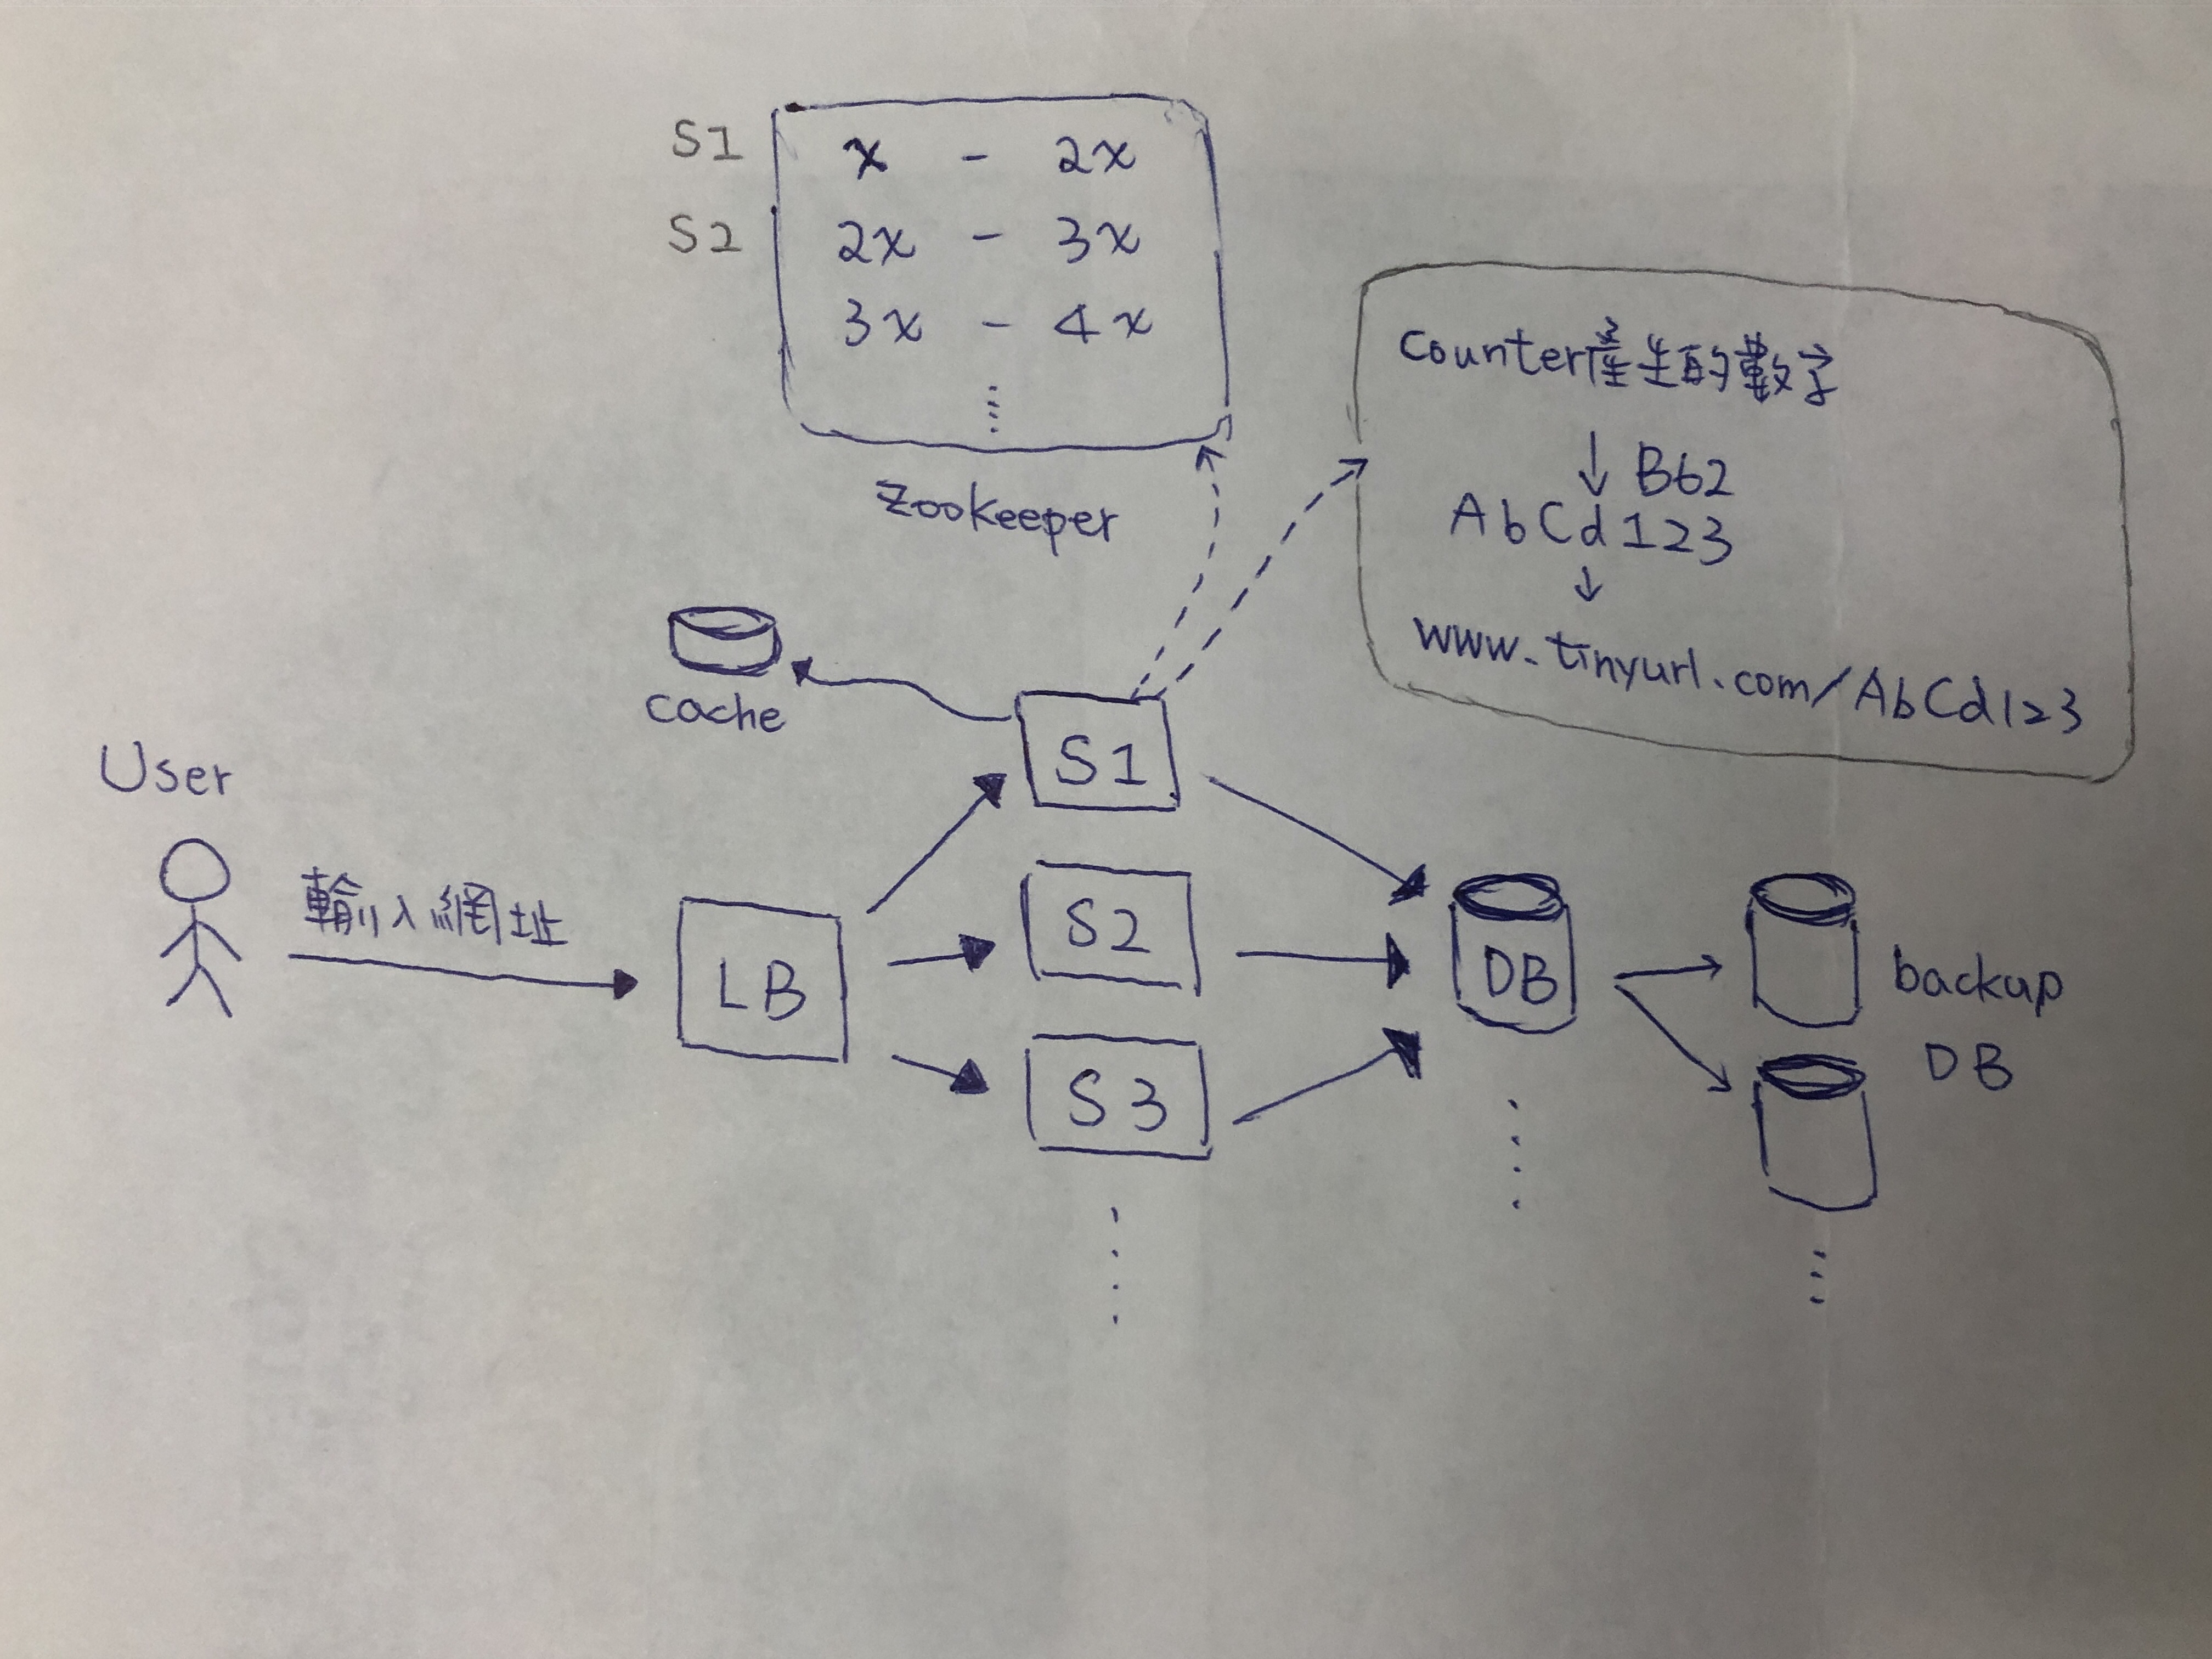 S1 x - 2x
S2 2x - 3x
3x - 4x
Zookeeper
Counter產生的數字
B62
AbCd123
www.tinyurl.com/AbCd123
cache
User
輸入網址
LB
S1
S2
S3
DB
backup
DB